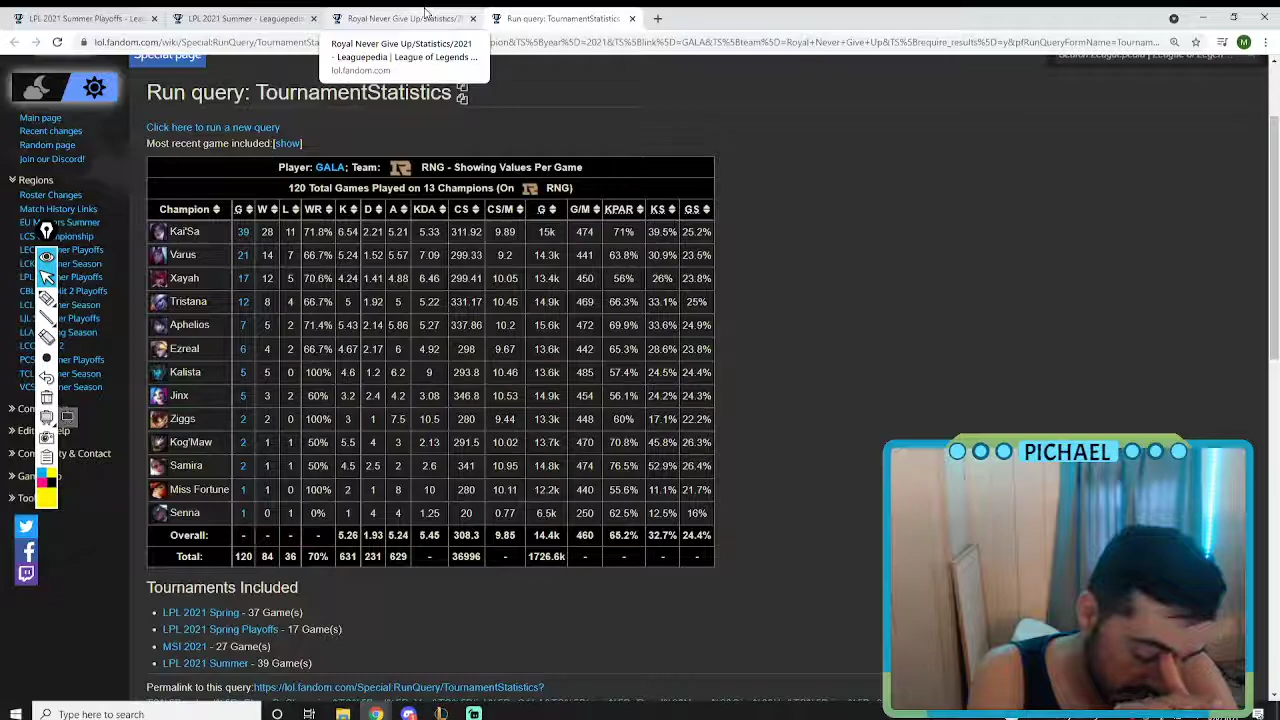 LPL 2021 Summer Playoffs - Lea
LPL 2021 Summer - Leaguepedia |
Royal Never Give Up/Statistics/2
Run query: TournamentStatistics
lol.fandom.com/wiki/Special:RunQuery/TournamentSta
pion&TS%5Byear%5D=2021&TS%5Blink%5D=GALA&TS%5Bteam%5D=Royal+Never+Give+Up&TS%5Brequire_results%5D=y&pfRunQueryFormName=Tournam...
M
Royal Never Give Up/Statistics/2021
- Leaguepedia | League of Legends ...
lol.fandom.com
Special page
Run query: TournamentStatistics
Main page
Recent changes
Random page
Join our Discord!
Regions
Roster Changes
Match History Links
Click here to run a new query
Most recent game included:[show]
Player: GALA; Team: RNG - Showing Values Per Game
120 Total Games Played on 13 Champions (On RNG)
Champion G W L WR K D A KDA CS CS/M G G/M KPAR KS GS
Kai'Sa 39 28 11 71.8% 6.54 2.21 5.21 5.33 311.92 9.89 15k 474 71% 39.5% 25.2%
Varus 21 14 7 66.7% 5.24 1.52 5.57 7.09 299.33 9.2 14.3k 441 63.8% 30.9% 23.5%
Xayah 17 12 5 70.6% 4.24 1.41 4.88 6.46 299.41 10.05 13.4k 450 56% 26% 23.8%
Tristana 12 8 4 66.7% 5 1.92 5 5.22 331.17 10.45 14.9k 469 66.3% 33.1% 25%
Aphelios 7 5 2 71.4% 5.43 2.14 5.86 5.27 337.86 10.2 15.6k 472 69.9% 33.6% 24.9%
Ezreal 6 4 2 66.7% 4.67 2.17 6 4.92 298 9.67 13.6k 442 65.3% 28.6% 23.8%
Kalista 5 5 0 100% 4.6 1.2 6.2 9 293.8 10.46 13.6k 485 57.4% 24.5% 24.4%
Jinx 5 3 2 60% 3.2 2.4 4.2 3.08 346.8 10.53 14.9k 454 56.1% 24.2% 24.3%
Ziggs 2 2 0 100% 3 1 7.5 10.5 280 9.44 13.3k 448 60% 17.1% 22.2%
Kog'Maw 2 1 1 50% 5.5 4 3 2.13 291.5 10.02 13.7k 470 70.8% 45.8% 26.3%
Samira 2 1 1 50% 4.5 2.5 2 2.6 341 10.95 14.8k 474 76.5% 52.9% 26.4%
Miss Fortune 1 1 0 100% 2 1 8 10 280 10.11 12.2k 440 55.6% 11.1% 21.7%
Senna 1 0 1 0% 1 4 4 1.25 20 0.77 6.5k 250 62.5% 12.5% 16%
Overall: - - - - 5.26 1.93 5.24 5.45 308.3 9.85 14.4k 460 65.2% 32.7% 24.4%
Total: 120 84 36 70% 631 231 629 - 36996 - 1726.6k - - - -
Tournaments Included
LPL 2021 Spring - 37 Game(s)
LPL 2021 Spring Playoffs - 17 Game(s)
MSI 2021 - 27 Game(s)
LPL 2021 Summer - 39 Game(s)
Permalink to this query:https://lol.fandom.com/Special:RunQuery/TournamentStatistics?
PICHAEL
Type here to search